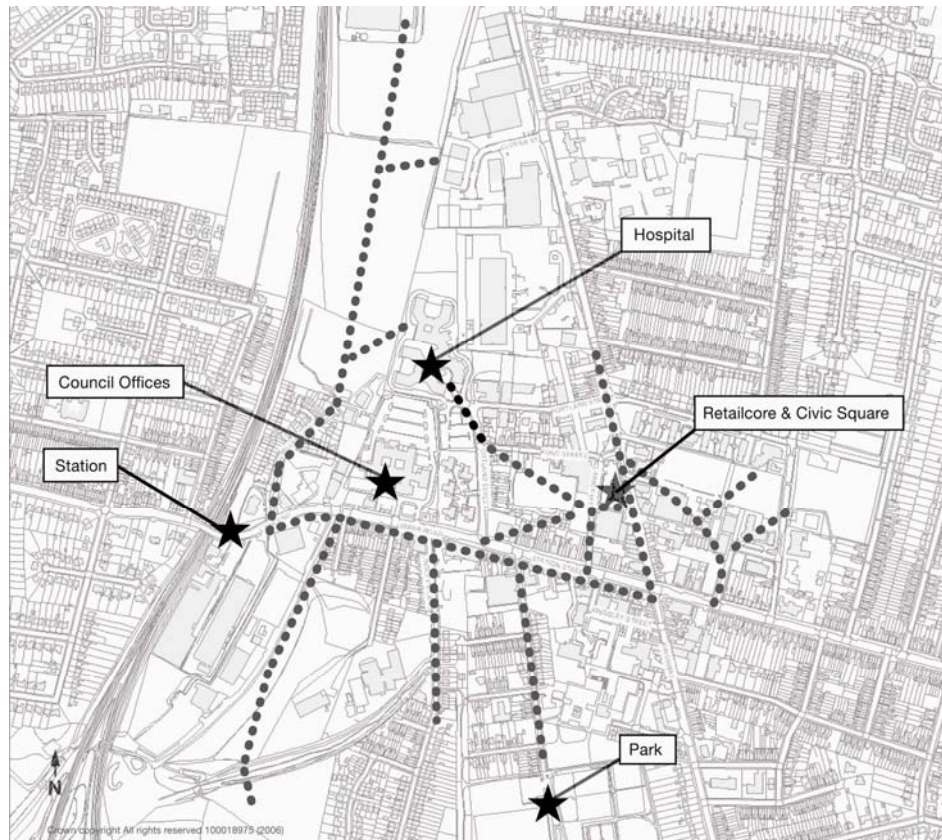 Hospital
Council Offices
Retailcore & Civic Square
Station
Park
N
Crown copyright All rights reserved 100018975 (2006)